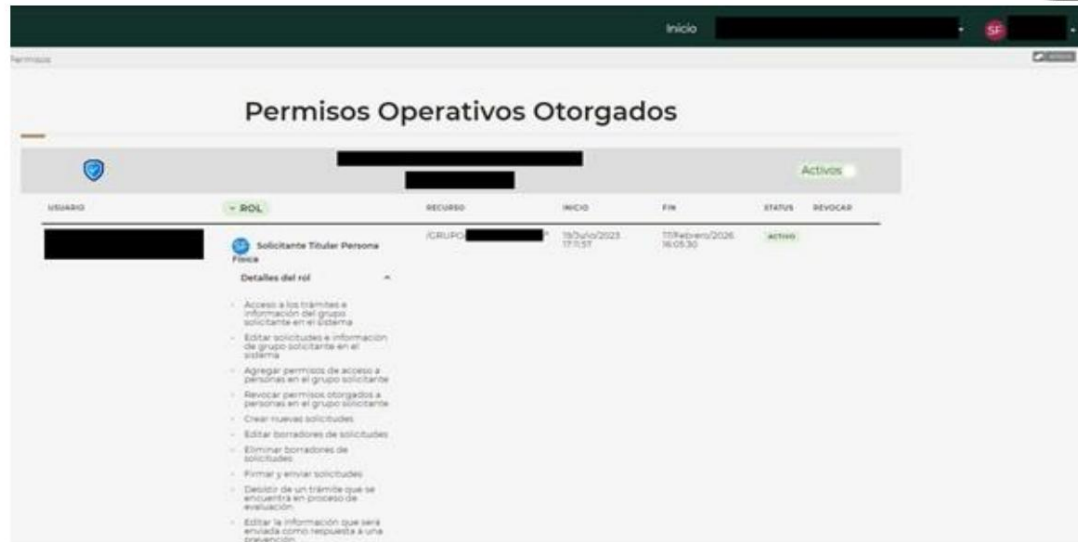 Inicio
SF
Permisos
Permisos Operativos Otorgados
Activos
USUARIO
ROL
RECURSO
INICIO
FIN
STATUS
REVOCAR
SF
Solicitante Titular Persona
Física
/GRUPO/
19/Junio/2023
17:11:57
17/Febrero/2026
16:05:30
ACTIVO
Detalles del rol
Acceso a los trámites e
información del grupo
solicitante en el sistema
Editar solicitudes e información
de grupo solicitante en el
sistema
Agregar permisos de acceso a
personas en el grupo solicitante
Revocar permisos otorgados a
personas en el grupo solicitante
Crear nuevas solicitudes
Editar borradores de solicitudes
Eliminar borradores de
solicitudes
Firmar y enviar solicitudes
Desistir de un trámite que se
encuentra en proceso de
evaluación
Editar la información que será
enviada como respuesta a una
prevención